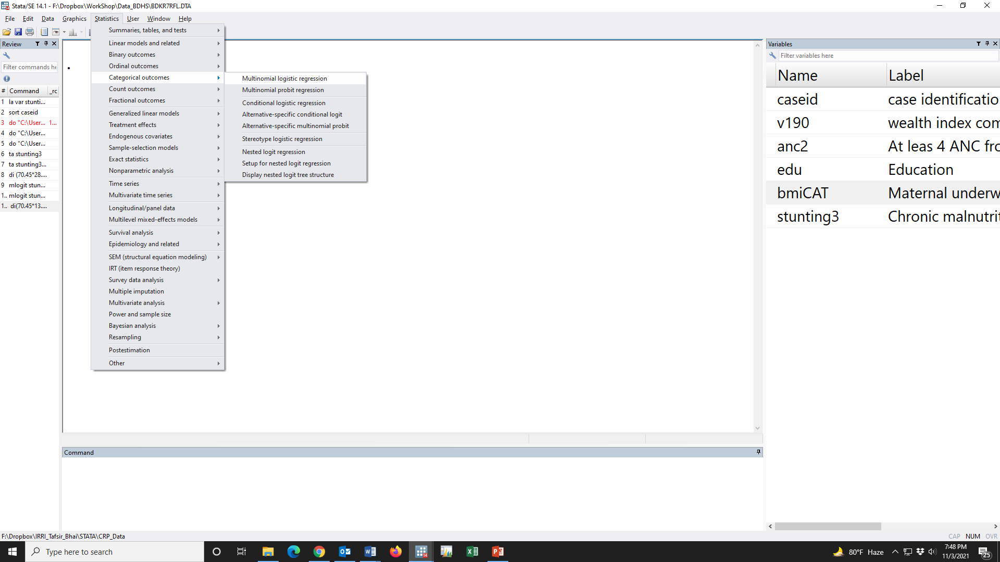 Stata/SE 14.1 - F:\Dropbox\WorkShop\Data_BDHS\BDKR7RFL.DTA
File Edit Data Graphics Statistics User Window Help
Review
Filter commands he
# Command _rc
1 la var stunti...
2 sort caseid
3 do "C:\User... 1...
4 do "C:\User...
5 do "C:\User...
6 ta stunting3
7 ta stunting3...
8 di (70.45*28....
9 mlogit stun...
1.. mlogit stun...
1.. di(70.45*13....
Summaries, tables, and tests
Linear models and related
Binary outcomes
Ordinal outcomes
Categorical outcomes
Count outcomes
Fractional outcomes
Generalized linear models
Treatment effects
Endogenous covariates
Sample-selection models
Exact statistics
Nonparametric analysis
Time series
Multivariate time series
Longitudinal/panel data
Multilevel mixed-effects models
Survival analysis
Epidemiology and related
SEM (structural equation modeling)
IRT (item response theory)
Survey data analysis
Multiple imputation
Multivariate analysis
Power and sample size
Bayesian analysis
Resampling
Postestimation
Other
Multinomial logistic regression
Multinomial probit regression
Conditional logistic regression
Alternative-specific conditional logit
Alternative-specific multinomial probit
Stereotype logistic regression
Nested logit regression
Setup for nested logit regression
Display nested logit tree structure
Variables
Filter variables here
Name Label
caseid case identificatio
v190 wealth index com
anc2 At leas 4 ANC fro
edu Education
bmiCAT Maternal underw
stunting3 Chronic malnutrit
Command
F:\Dropbox\IRRI_Tafsir_Bhai\STATA\CRP_Data
CAP NUM OVR
Type here to search
14
80°F Haze
7:48 PM
11/3/2021
25